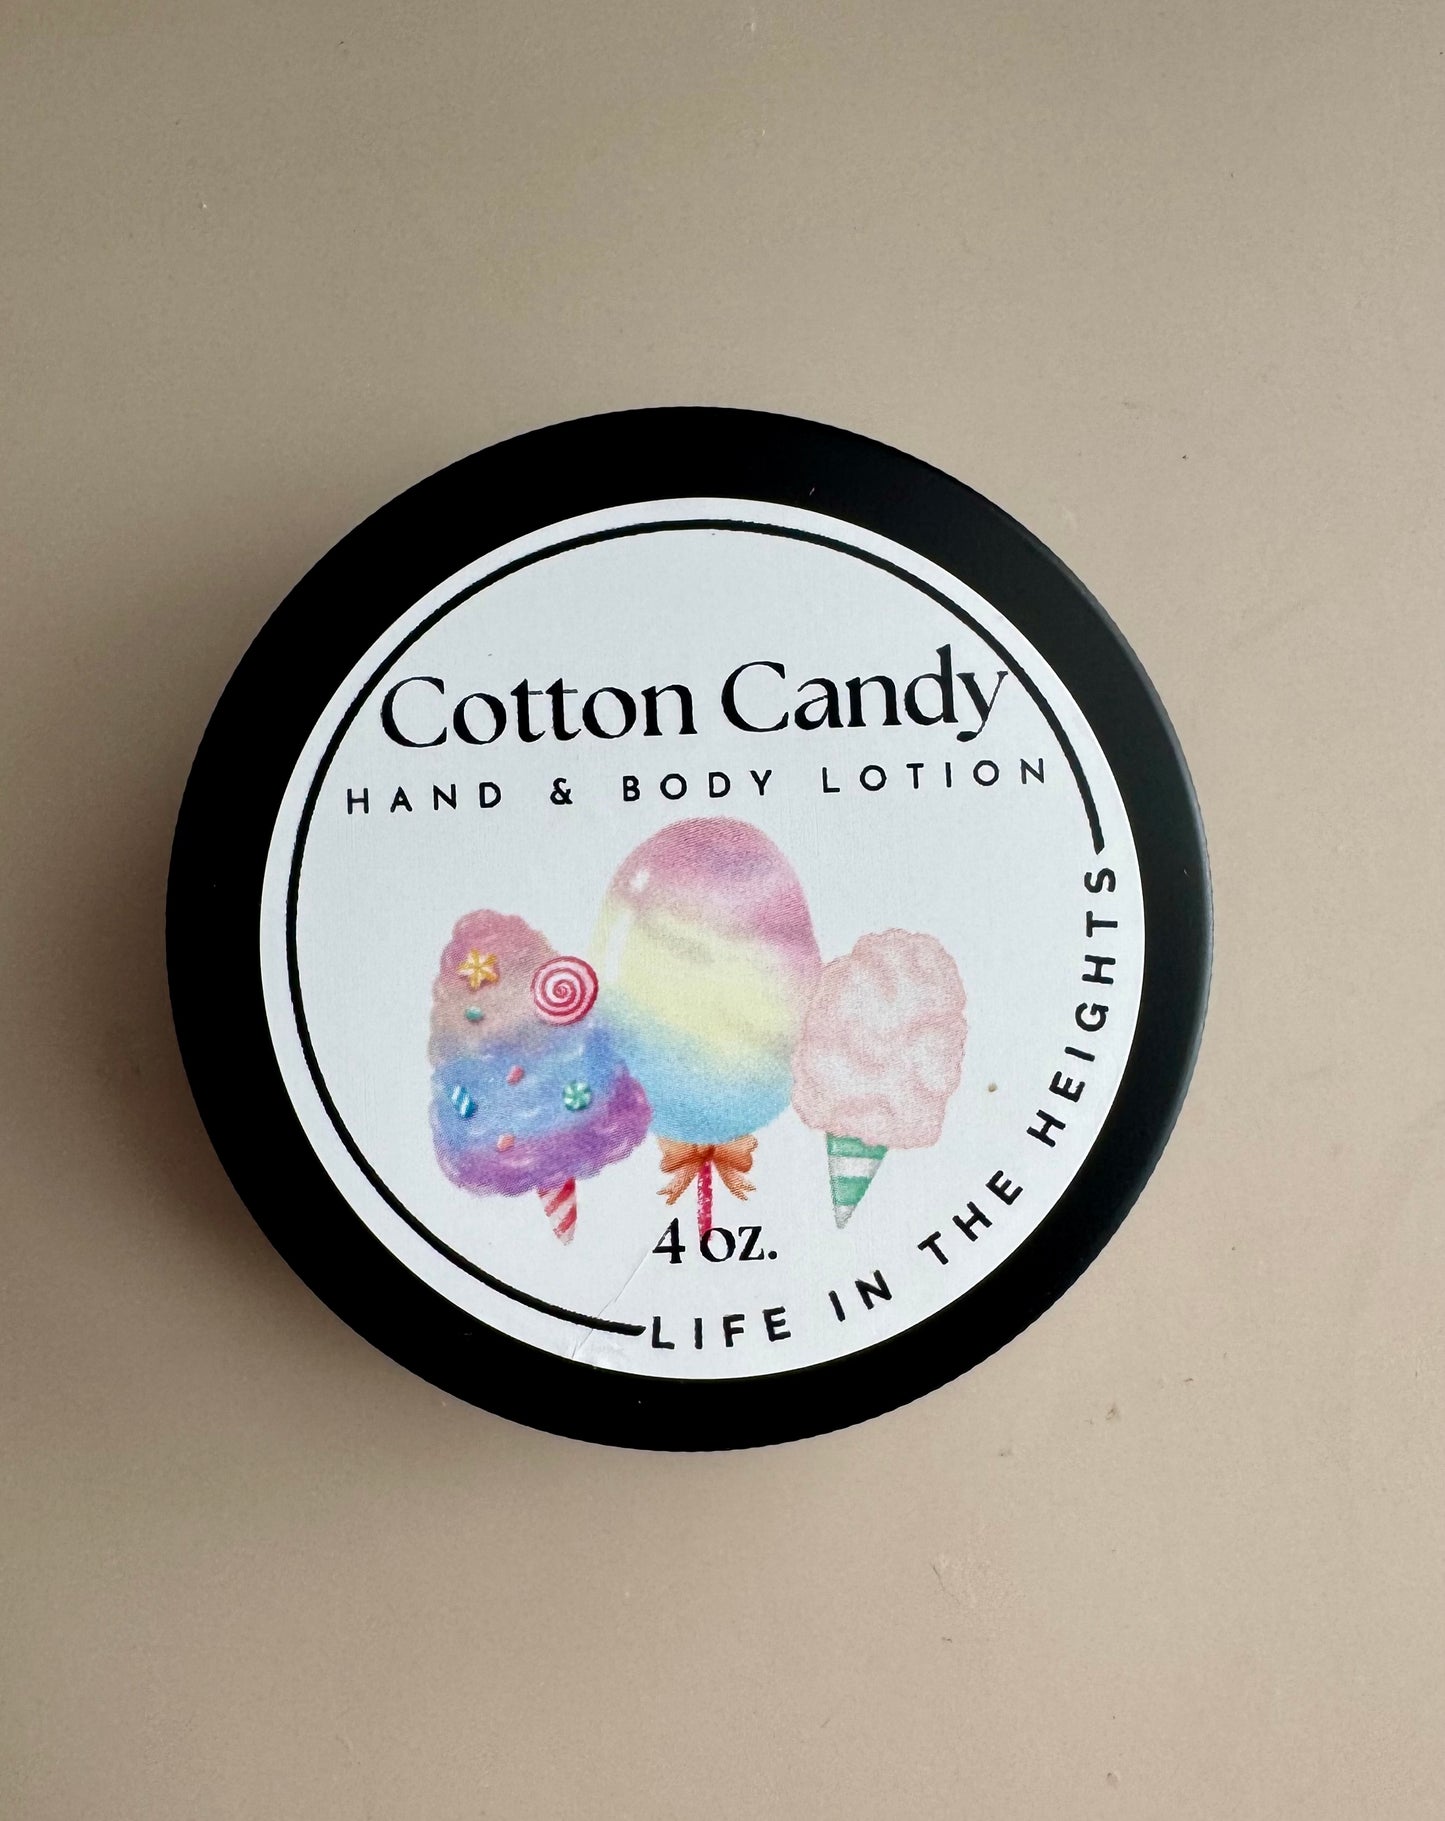 Cotton Candy
HAND & BODY LOTION
4 oz.
LIFE IN THE HEIGHTS